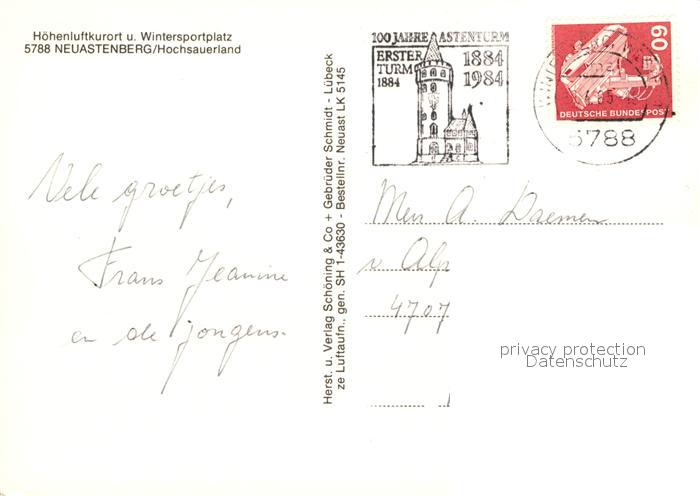 Höhenluftkurort u. Wintersportplatz
5788 NEUASTENBERG/Hochsauerland
Vele groetjes,
Frans Jeanine
en de jongens.
Herst. u. Verlag Schöning & Co + Gebrüder Schmidt - Lübeck
ze Luftaufn., gen. SH 1-43630 - Bestellnr. Neuast LK 5145
100 JAHRE ASTENTURM
ERSTER TURM 1884
1884
1984
60
DEUTSCHE BUNDESPOST
5788
A. Daemen
v Alp
4707
privacy protection
Datenschutz